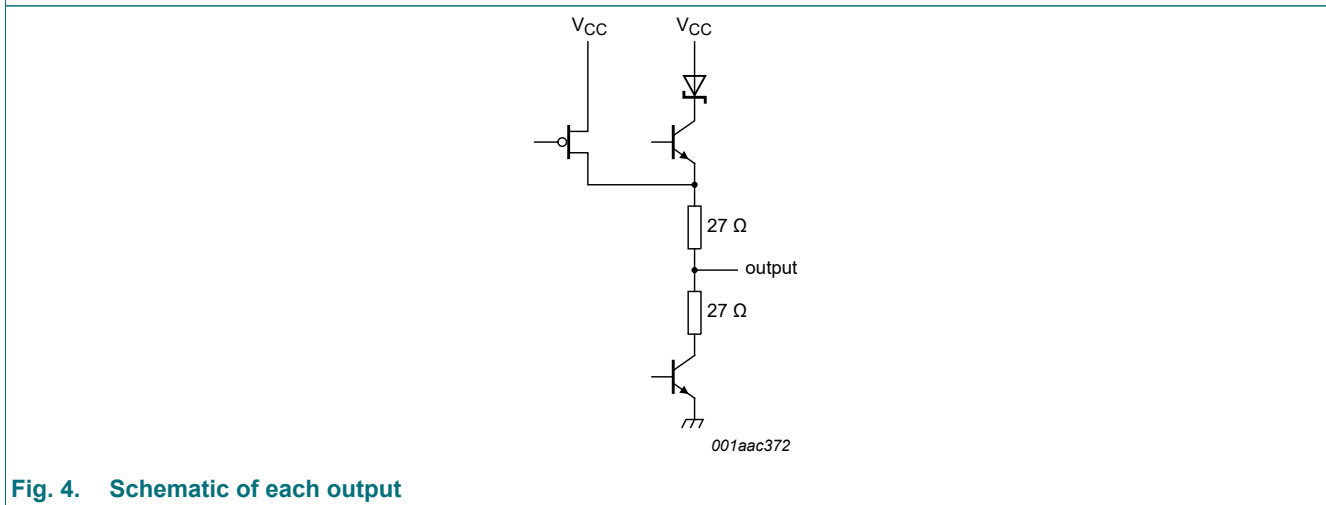 VCC VCC
27 Ω
output
27 Ω
001aac372
Fig. 4. Schematic of each output